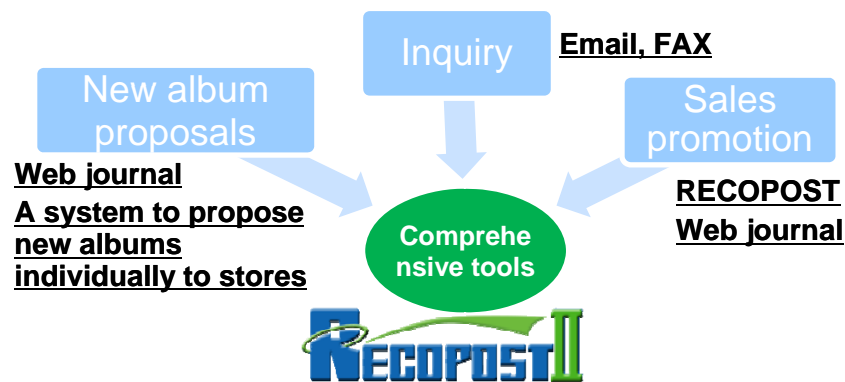 Inquiry
Email, FAX
New album
proposals
Sales
promotion
Web journal
A system to propose
new albums
individually to stores
RECOPOST
Web journal
Comprehe
nsive tools
RECOPOST II